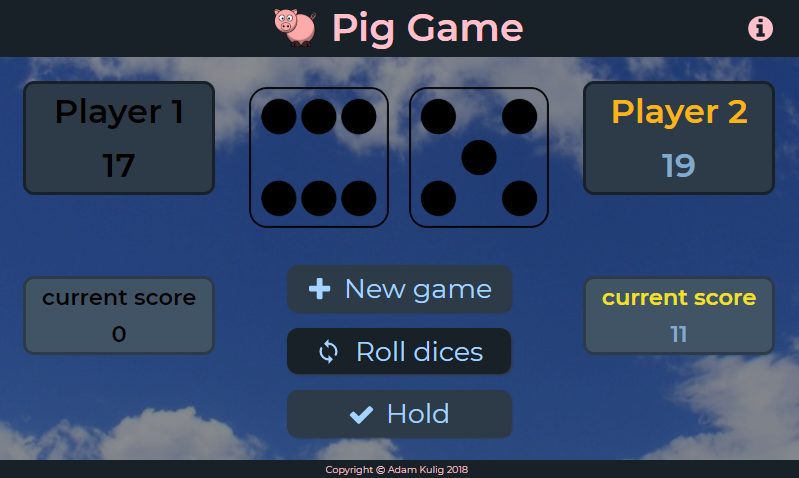 Pig Game
Player 1
17
Player 2
19
current score
0
New game
Roll dices
Hold
current score
11
Copyright © Adam Kulig 2018